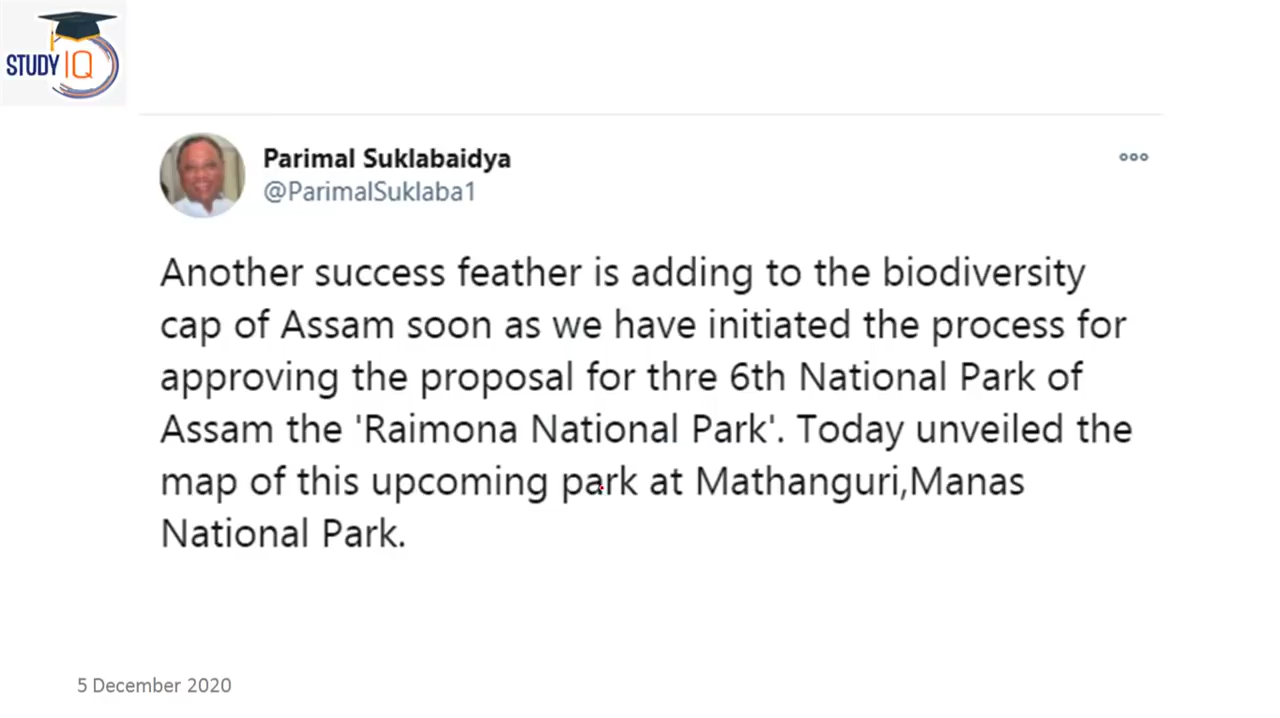 STUDY IQ
Parimal Suklabaidya
@ParimalSuklaba1
Another success feather is adding to the biodiversity
cap of Assam soon as we have initiated the process for
approving the proposal for thre 6th National Park of
Assam the 'Raimona National Park'. Today unveiled the
map of this upcoming park at Mathanguri,Manas
National Park.
5 December 2020